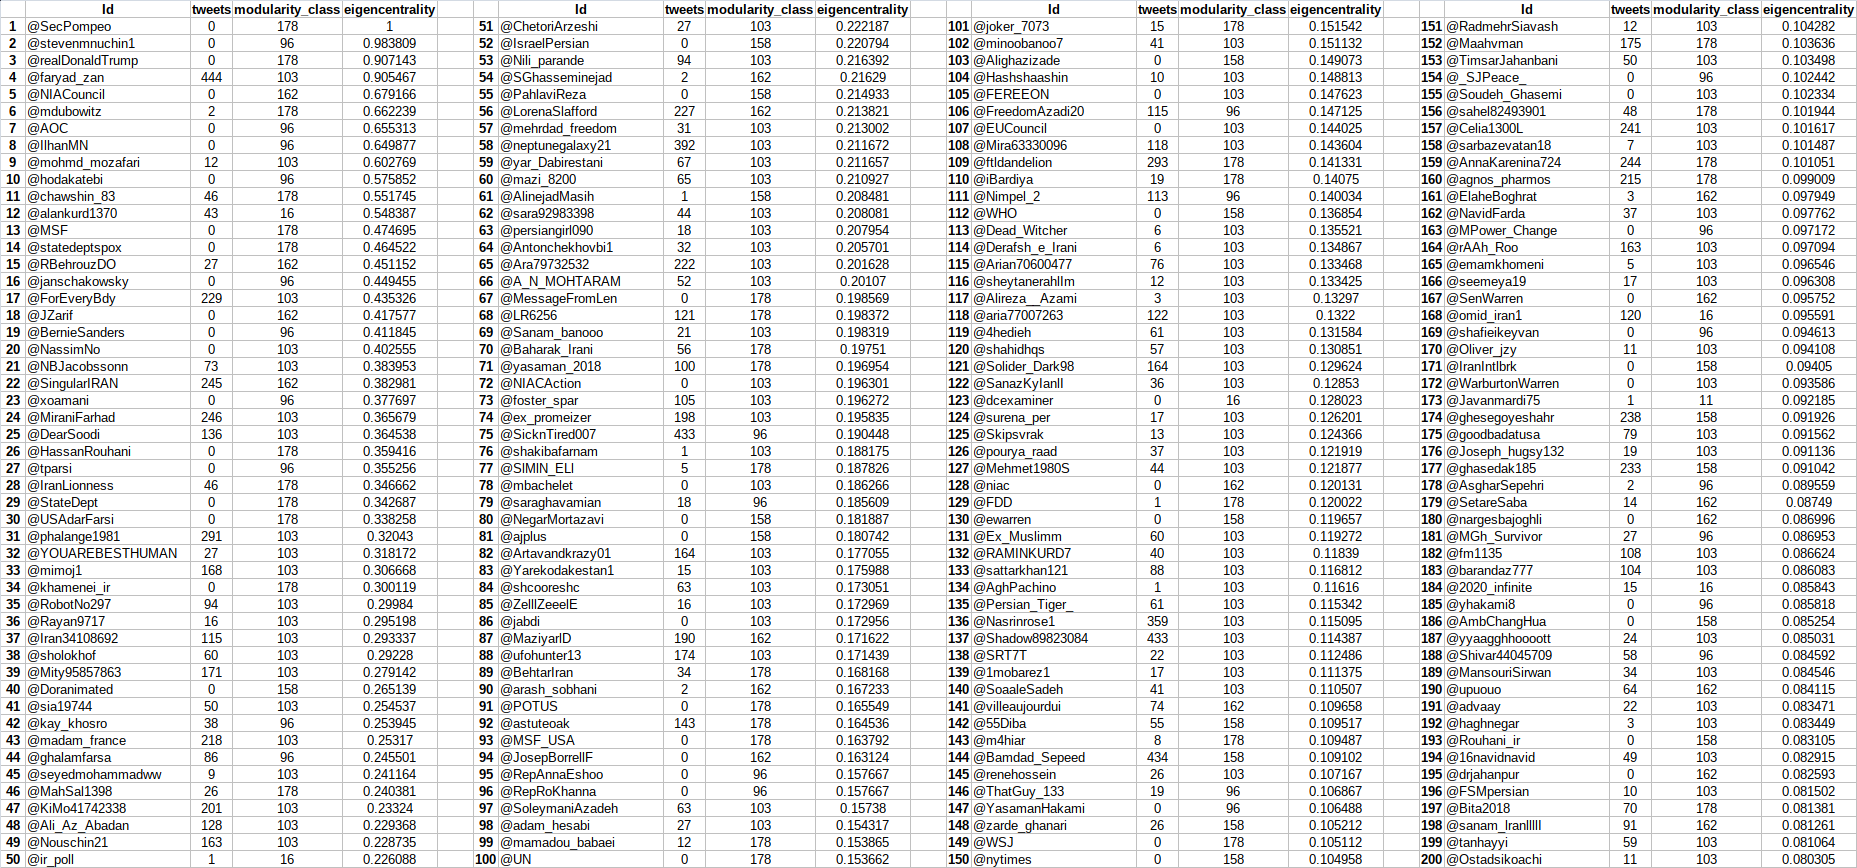 Id tweets modularity_class eigencentrality Id tweets modularity_class eigencentrality Id tweets modularity_class eigencentrality Id tweets modularity_class eigencentrality
1 @SecPompeo 0 178 1 51 @ChetoriArzeshi 27 103 0.222187 101 @joker_7073 15 178 0.151542 151 @RadmehrSiavash 12 103 0.104282
2 @stevenmnuchin1 0 96 0.983809 52 @IsraelPersian 0 158 0.220794 102 @minoobanoo7 41 103 0.151132 152 @Maahvman 175 178 0.103636
3 @realDonaldTrump 0 178 0.907143 53 @Nili_parande 94 103 0.216392 103 @Alighazizade 0 158 0.149073 153 @TimsarJahanbani 50 103 0.103498
4 @faryad_zan 444 103 0.905467 54 @SGhasseminejad 2 162 0.21629 104 @Hashshaashin 10 103 0.148813 154 @_SJPeace_ 0 96 0.102442
5 @NIACouncil 0 162 0.679166 55 @PahlaviReza 0 158 0.214933 105 @FEREEON 0 103 0.147623 155 @Soudeh_Ghasemi 0 103 0.102334
6 @mdubowitz 2 178 0.662239 56 @LorenaSlafford 227 162 0.213821 106 @FreedomAzadi20 115 96 0.147125 156 @sahel82493901 48 178 0.101944
7 @AOC 0 96 0.655313 57 @mehrdad_freedom 31 103 0.213002 107 @EUCouncil 0 103 0.144025 157 @Celia1300L 241 103 0.101617
8 @IlhanMN 0 96 0.649877 58 @neptunegalaxy21 392 103 0.211672 108 @Mira63330096 118 103 0.143604 158 @sarbazevatan18 7 103 0.101487
9 @mohmd_mozafari 12 103 0.602769 59 @yar_Dabirestani 67 103 0.211657 109 @ftldandelion 293 178 0.141331 159 @AnnaKarenina724 244 178 0.101051
10 @hodakatebi 0 96 0.575852 60 @mazi_8200 65 103 0.210927 110 @iBardiya 19 178 0.14075 160 @agnos_pharmos 215 178 0.099009
11 @chawshin_83 46 178 0.551745 61 @AlinejadMasih 1 158 0.208481 111 @Nimpel_2 113 96 0.140034 161 @ElaheBoghrat 3 162 0.097949
12 @alankurd1370 43 16 0.548387 62 @sara92983398 44 103 0.208081 112 @WHO 0 158 0.136854 162 @NavidFarda 37 103 0.097762
13 @MSF 0 178 0.474695 63 @persiangirl090 18 103 0.207954 113 @Dead_Witcher 6 103 0.135521 163 @MPower_Change 0 96 0.097172
14 @statedeptspox 0 178 0.464522 64 @Antonchekhovbi1 32 103 0.205701 114 @Derafsh_e_Irani 6 103 0.134867 164 @rAAh_Roo 163 103 0.097094
15 @RBehrouzDO 27 162 0.451152 65 @Ara79732532 222 103 0.201628 115 @Arian70600477 76 103 0.133468 165 @emamkhomeni 5 103 0.096546
16 @janschakowsky 0 96 0.449455 66 @A_N_MOHTARAM 52 103 0.20107 116 @sheytanerahIIm 12 103 0.133425 166 @seemeya19 17 103 0.096308
17 @ForEveryBdy 229 103 0.435326 67 @MessageFromLen 0 178 0.198569 117 @Alireza__Azami 3 103 0.13297 167 @SenWarren 0 162 0.095752
18 @JZarif 0 162 0.417577 68 @LR6256 121 178 0.198372 118 @aria77007263 122 103 0.1322 168 @omid_iran1 120 16 0.095591
19 @BernieSanders 0 96 0.411845 69 @Sanam_banooo 21 103 0.198319 119 @4hedieh 61 103 0.131584 169 @shafieikeyvan 0 96 0.094613
20 @NassimNo 0 103 0.402555 70 @Baharak_Irani 56 178 0.19751 120 @shahidhqs 57 103 0.130851 170 @Oliver_jzy 11 103 0.094108
21 @NBJacobssonn 73 103 0.383953 71 @yasaman_2018 100 178 0.196954 121 @Solider_Dark98 164 103 0.129624 171 @IranIntlbrk 0 158 0.09405
22 @SingularIRAN 245 162 0.382981 72 @NIACAction 0 103 0.196301 122 @SanazKylanII 36 103 0.12853 172 @WarburtonWarren 0 103 0.093586
23 @xoamani 0 96 0.377697 73 @foster_spar 105 103 0.196272 123 @dcexaminer 0 16 0.128023 173 @Javanmardi75 1 11 0.092185
24 @MiraniFarhad 246 103 0.365679 74 @ex_promeizer 198 103 0.195835 124 @surena_per 17 103 0.126201 174 @ghesegoyeshahr 238 158 0.091926
25 @DearSoodi 136 103 0.364538 75 @SicknTired007 433 96 0.190448 125 @Skipsvrak 13 103 0.124366 175 @goodbadatusa 79 103 0.091562
26 @HassanRouhani 0 178 0.359416 76 @shakibafarnam 1 103 0.188175 126 @pourya_raad 37 103 0.121919 176 @Joseph_hugsy132 19 103 0.091136
27 @tparsi 0 96 0.355256 77 @SIMIN_ELI 5 178 0.187826 127 @Mehmet1980S 44 103 0.121877 177 @ghasedak185 233 158 0.091042
28 @IranLionness 46 178 0.346662 78 @mbachelet 0 103 0.186266 128 @niac 0 162 0.120131 178 @AsgharSepehri 2 96 0.089559
29 @StateDept 0 178 0.342687 79 @saraghavamian 18 96 0.185609 129 @FDD 1 178 0.120022 179 @SetareSaba 14 162 0.08749
30 @USAdarFarsi 0 178 0.338258 80 @NegarMortazavi 0 158 0.181887 130 @ewarren 0 158 0.119657 180 @nargesbajoghli 0 162 0.086996
31 @phalange1981 291 103 0.32043 81 @ajplus 0 158 0.180742 131 @Ex_Muslimm 60 103 0.119272 181 @MGh_Survivor 27 96 0.086953
32 @YOUAREBESTHUMAN 27 103 0.318172 82 @Artavandkrazy01 164 103 0.177055 132 @RAMINKURD7 40 103 0.11839 182 @fm1135 108 103 0.086624
33 @mimoj1 168 103 0.306668 83 @Yarekodakestan1 15 103 0.175988 133 @sattarkhan121 88 103 0.116812 183 @barandaz777 104 103 0.086083
34 @khamenei_ir 0 178 0.300119 84 @shcooreshc 63 103 0.173051 134 @AghPachino 1 103 0.11616 184 @2020_infinite 15 16 0.085843
35 @RobotNo297 94 103 0.29984 85 @ZelIIZeeelE 16 103 0.172969 135 @Persian_Tiger_ 61 103 0.115342 185 @yhakami8 0 96 0.085818
36 @Rayan9717 16 103 0.295198 86 @jabdi 0 103 0.172956 136 @Nasrinrose1 359 103 0.115095 186 @AmbChangHua 0 158 0.085254
37 @Iran34108692 115 103 0.293337 87 @MaziyarID 190 162 0.171622 137 @Shadow89823084 433 103 0.114387 187 @yyaagghoooott 24 103 0.085031
38 @sholokhof 60 103 0.29228 88 @ufohunter13 174 103 0.171439 138 @SRT7T 22 103 0.112486 188 @Shivar44045709 58 96 0.084592
39 @Mity95857863 171 103 0.279142 89 @BehtarIran 34 178 0.168168 139 @1mobarez1 17 103 0.111375 189 @MansouriSirwan 34 103 0.084546
40 @Doranimated 0 158 0.265139 90 @arash_sobhani 2 162 0.167233 140 @SoaaleSadeh 41 103 0.110507 190 @upuouo 64 162 0.084115
41 @sia19744 50 103 0.254537 91 @POTUS 0 178 0.165549 141 @villeaujourdui 74 162 0.109658 191 @advaay 22 103 0.083471
42 @kay_khosro 38 96 0.253945 92 @astuteoak 143 178 0.164536 142 @55Diba 55 158 0.109517 192 @haghnegar 3 103 0.083449
43 @madam_france 218 103 0.25317 93 @MSF_USA 0 178 0.163792 143 @m4hiar 8 178 0.109487 193 @Rouhani_ir 0 158 0.083105
44 @ghalamfarsa 86 96 0.245501 94 @JosepBorrellF 0 162 0.163124 144 @Bamdad_Sepeed 434 158 0.109102 194 @16navidnavid 49 103 0.082915
45 @seyedmohammadww 9 103 0.241164 95 @RepAnnaEshoo 0 96 0.157667 145 @renehossein 26 103 0.107167 195 @drjahanpur 0 162 0.082593
46 @MahSal1398 26 178 0.240381 96 @RepRoKhanna 0 96 0.157667 146 @ThatGuy_133 19 96 0.106867 196 @FSMpersian 10 103 0.081502
47 @KiMo41742338 201 103 0.23324 97 @SoleymaniAzadeh 63 103 0.15738 147 @YasamanHakami 0 96 0.106488 197 @Bita2018 70 178 0.081381
48 @Ali_Az_Abadan 128 103 0.229368 98 @adam_hesabi 27 103 0.154317 148 @zarde_ghanari 26 158 0.105212 198 @sanam_IranIIIII 91 162 0.081261
49 @Nouschin21 163 103 0.228735 99 @mamadou_babaei 12 178 0.153865 149 @WSJ 0 178 0.105112 199 @tanhayyi 59 103 0.081064
50 @ir_poll 1 16 0.226088 100 @UN 0 178 0.153662 150 @nytimes 0 158 0.104958 200 @Ostadsikoachi 11 103 0.080305